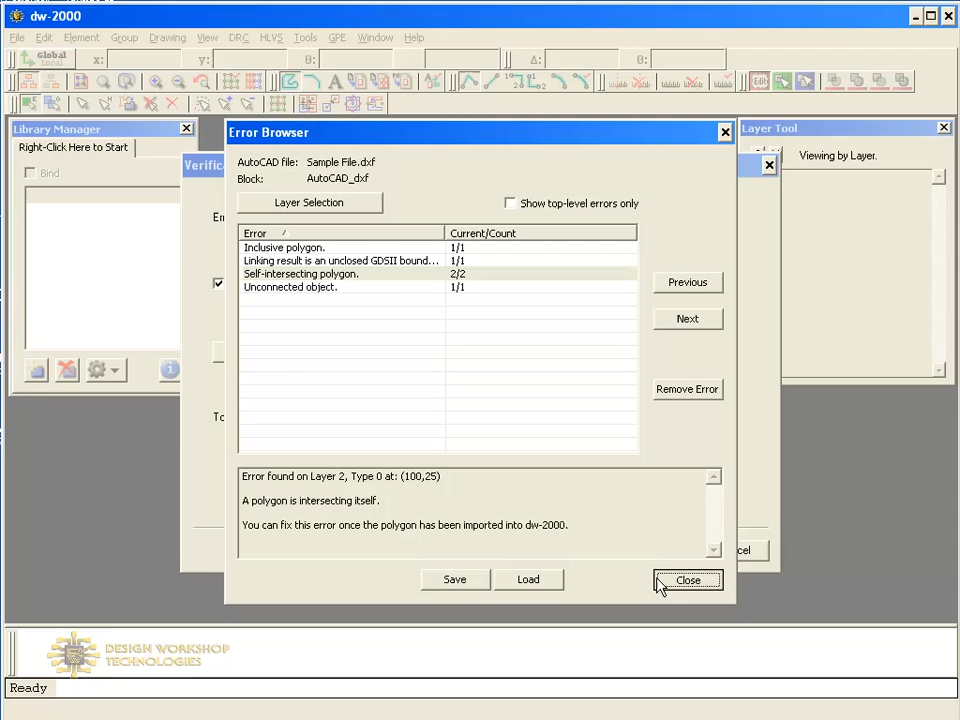 dw-2000
File Edit Element Group Drawing View DRC HLVS Tools GPE Window Help
Global Local x: y: θ: Δ: θ:
Edit
Library Manager
Right-Click Here to Start
Bind
Verific
Layer Tool
Viewing by Layer.
Error Browser
AutoCAD file: Sample File.dxf
Block: AutoCAD_dxf
Layer Selection
Show top-level errors only
Error Current/Count
Inclusive polygon. 1/1
Linking result is an unclosed GDSII bound... 1/1
Self-intersecting polygon. 2/2
Unconnected object. 1/1
Previous
Next
Remove Error
Error found on Layer 2, Type 0 at: (100,25)
A polygon is intersecting itself.
You can fix this error once the polygon has been imported into dw-2000.
Save Load Close
cel
DESIGN WORKSHOP
TECHNOLOGIES
Ready